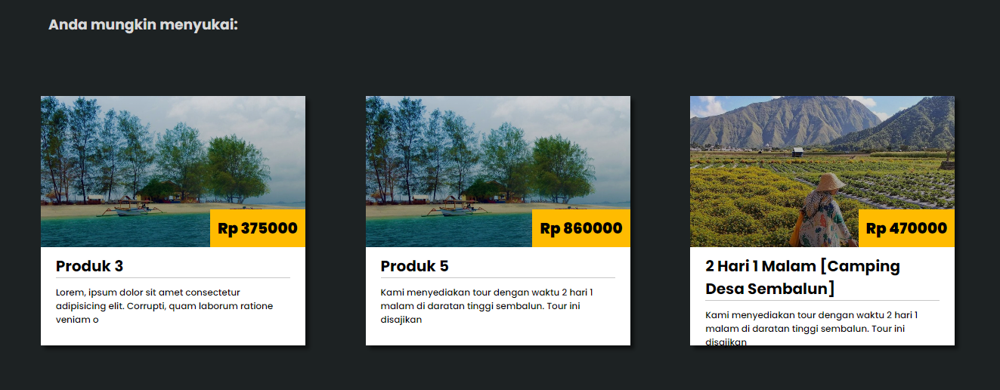 Anda mungkin menyukai:
Rp 375000
Produk 3
Lorem, ipsum dolor sit amet consectetur
adipisicing elit. Corrupti, quam laborum ratione
veniam o
Rp 860000
Produk 5
Kami menyediakan tour dengan waktu 2 hari 1
malam di daratan tinggi sembalun. Tour ini
disajikan
Rp 470000
2 Hari 1 Malam [Camping
Desa Sembalun]
Kami menyediakan tour dengan waktu 2 hari 1
malam di daratan tinggi sembalun. Tour ini
disajikan